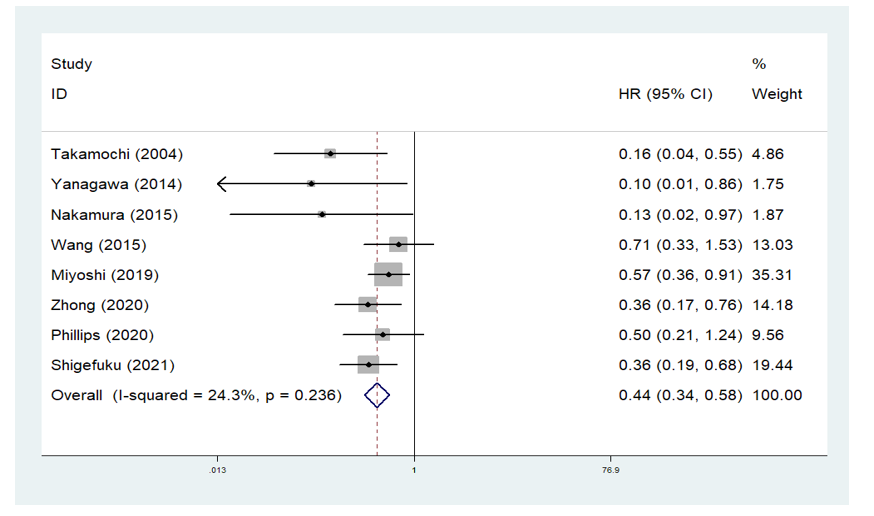 Study %
ID HR (95% CI) Weight
Takamochi (2004) 0.16 (0.04, 0.55) 4.86
Yanagawa (2014) 0.10 (0.01, 0.86) 1.75
Nakamura (2015) 0.13 (0.02, 0.97) 1.87
Wang (2015) 0.71 (0.33, 1.53) 13.03
Miyoshi (2019) 0.57 (0.36, 0.91) 35.31
Zhong (2020) 0.36 (0.17, 0.76) 14.18
Phillips (2020) 0.50 (0.21, 1.24) 9.56
Shigefuku (2021) 0.36 (0.19, 0.68) 19.44
Overall (I-squared = 24.3%, p = 0.236) 0.44 (0.34, 0.58) 100.00
.013 1 76.9